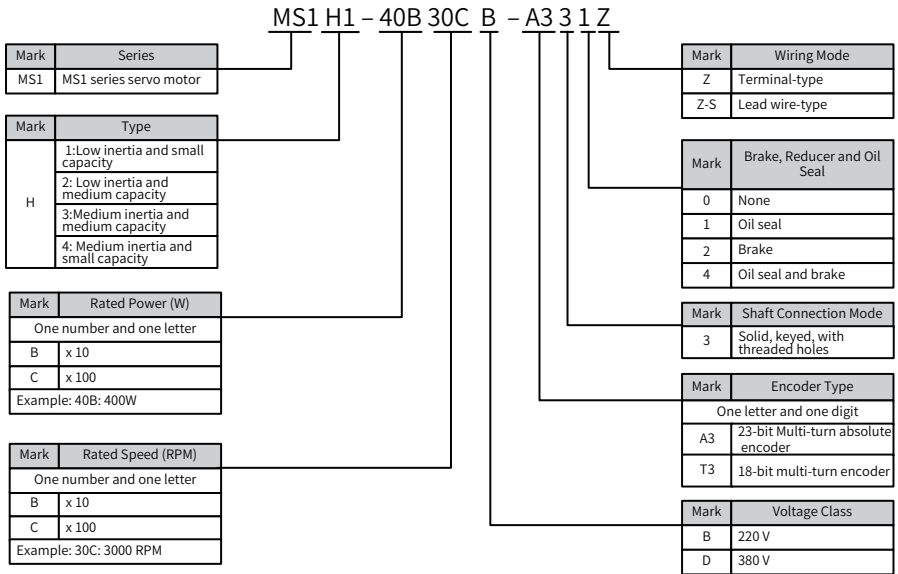 MS1 H1 – 40B 30C B – A3 3 1 Z
Mark Series
MS1 MS1 series servo motor
Mark Type
H
1:Low inertia and small
capacity
2: Low inertia and
medium capacity
3:Medium inertia and
medium capacity
4: Medium inertia and
small capacity
Mark Rated Power (W)
One number and one letter
B x 10
C x 100
Example: 40B: 400W
Mark Rated Speed (RPM)
One number and one letter
B x 10
C x 100
Example: 30C: 3000 RPM
Mark Wiring Mode
Z Terminal-type
Z-S Lead wire-type
Mark Brake, Reducer and Oil
Seal
0 None
1 Oil seal
2 Brake
4 Oil seal and brake
Mark Shaft Connection Mode
3 Solid, keyed, with
threaded holes
Mark Encoder Type
One letter and one digit
A3 23-bit Multi-turn absolute
encoder
T3 18-bit multi-turn encoder
Mark Voltage Class
B 220 V
D 380 V